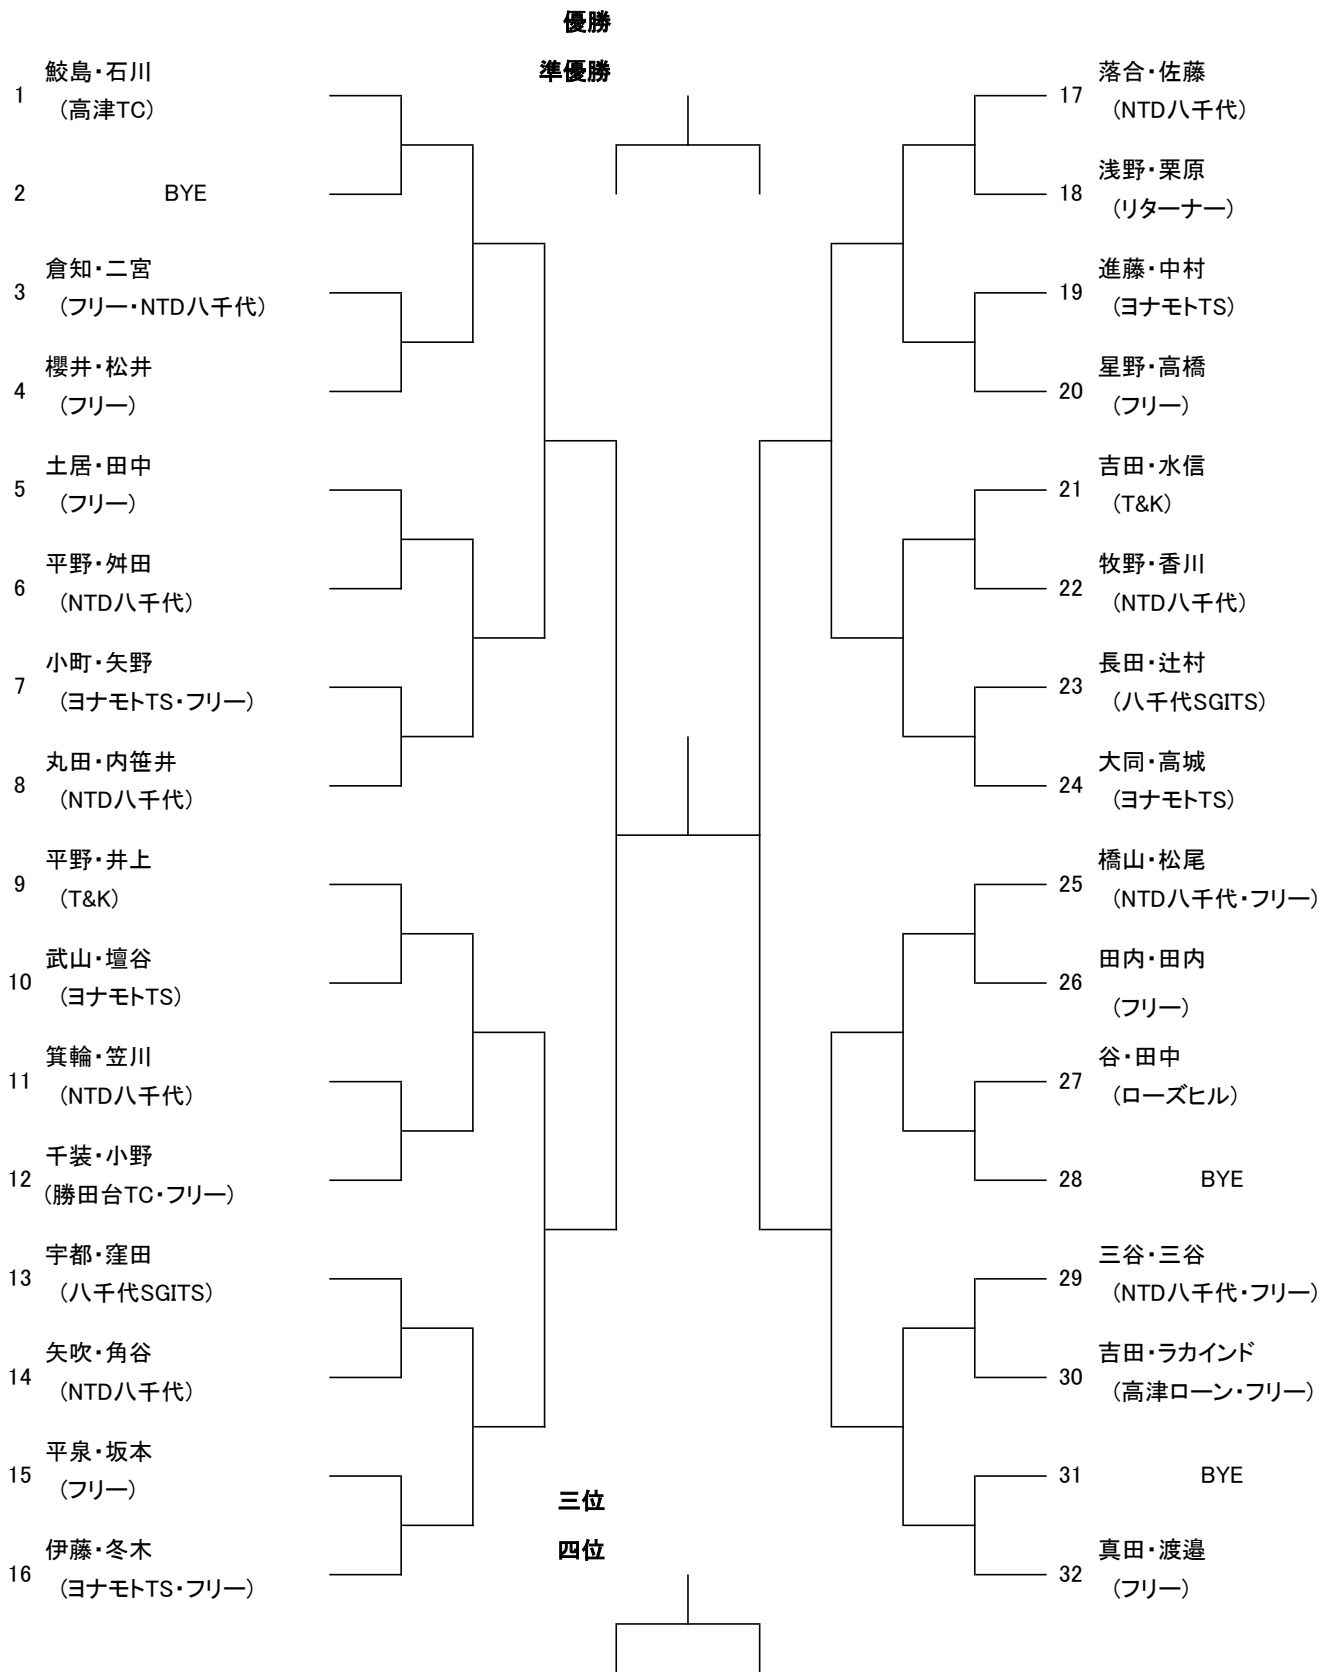 優勝
準優勝
1 鮫島・石川
(高津TC)
2 BYE
3 倉知・二宮
(フリー・NTD八千代)
4 櫻井・松井
(フリー)
5 土居・田中
(フリー)
6 平野・舛田
(NTD八千代)
7 小町・矢野
(ヨナモトTS・フリー)
8 丸田・内笹井
(NTD八千代)
9 平野・井上
(T&K)
10 武山・壇谷
(ヨナモトTS)
11 箕輪・笠川
(NTD八千代)
12 千装・小野
(勝田台TC・フリー)
13 宇都・窪田
(八千代SGITS)
14 矢吹・角谷
(NTD八千代)
15 平泉・坂本
(フリー)
16 伊藤・冬木
(ヨナモトTS・フリー)
17 落合・佐藤
(NTD八千代)
18 浅野・栗原
(リターナー)
19 進藤・中村
(ヨナモトTS)
20 星野・高橋
(フリー)
21 吉田・水信
(T&K)
22 牧野・香川
(NTD八千代)
23 長田・辻村
(八千代SGITS)
24 大同・高城
(ヨナモトTS)
25 橋山・松尾
(NTD八千代・フリー)
26 田内・田内
(フリー)
27 谷・田中
(ローズヒル)
28 BYE
29 三谷・三谷
(NTD八千代・フリー)
30 吉田・ラカインド
(高津ローン・フリー)
31 BYE
32 真田・渡邉
(フリー)
三位
四位